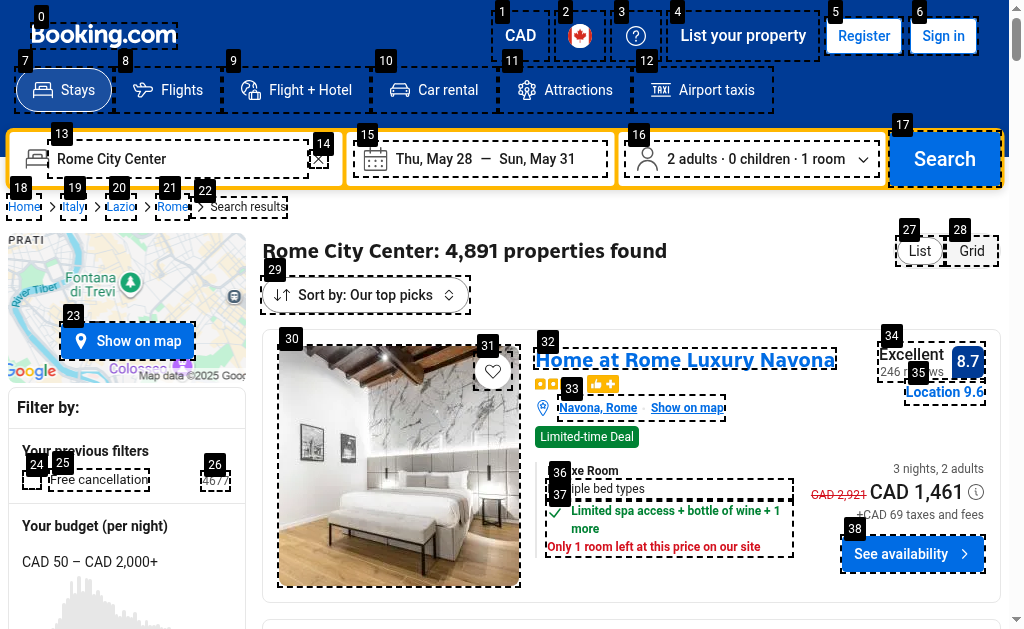 0
Booking.com
1
CAD
2
3
4
List your property
5
Register
6
Sign in
7
Stays
8
Flights
9
Flight + Hotel
10
Car rental
11
Attractions
12
TAXI
Airport taxis
13
Rome City Center
14
15
Thu, May 28 — Sun, May 31
16
2 adults · 0 children · 1 room
17
Search
18
Home
19
Italy
20
Lazio
21
Rome
22
Search results
PRATI
Fontana
di Trevi
River Tiber
23
Show on map
Google
Map data ©2025
Rome City Center: 4,891 properties found
27
List
28
Grid
29
Sort by: Our top picks
Filter by:
Your previous filters
24
25
Free cancellation
26
4677
Your budget (per night)
CAD 50 – CAD 2,000+
30
31
32
Home at Rome Luxury Navona
33
Navona, Rome
Show on map
Limited-time Deal
34
Excellent
246
8.7
35
Location 9.6
36
Room
37
bed types
Limited spa access + bottle of wine + 1
more
Only 1 room left at this price on our site
3 nights, 2 adults
CAD 2,921 CAD 1,461
+CAD 69 taxes and fees
38
See availability